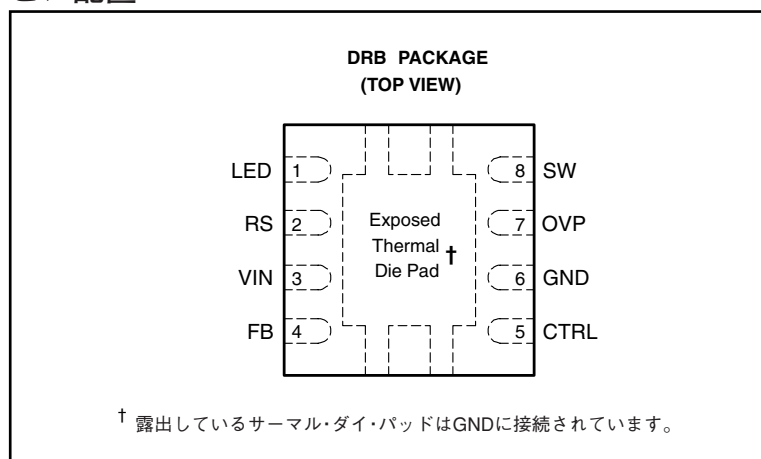 DRB PACKAGE
(TOP VIEW)
LED 1
8 SW
RS 2
7 OVP
VIN 3
6 GND
FB 4
5 CTRL
Exposed
Thermal
Die Pad †
† 露出しているサーマル・ダイ・パッドはGNDに接続されています。